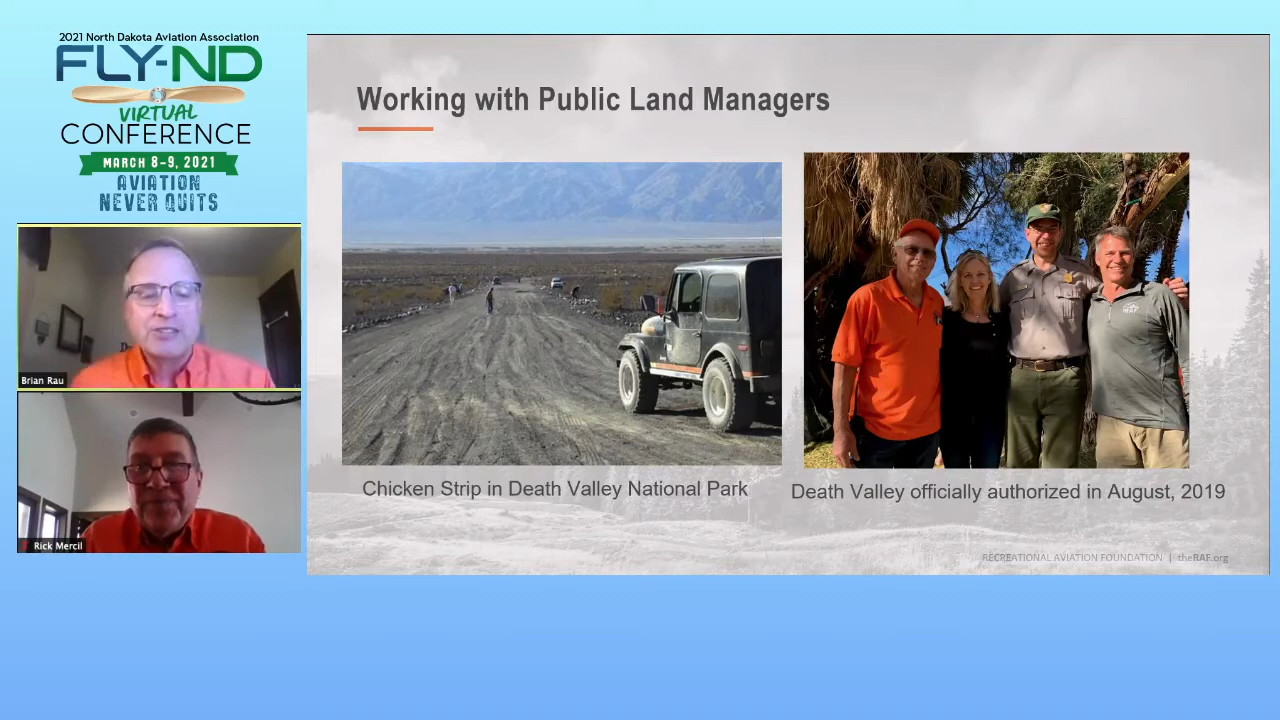 2021 North Dakota Aviation Association
FLY-ND
VIRTUAL
CONFERENCE
MARCH 8-9, 2021
AVIATION
NEVER QUITS
Brian Rau
Rick Mercil
Working with Public Land Managers
Chicken Strip in Death Valley National Park
Death Valley officially authorized in August, 2019
RECREATIONAL AVIATION FOUNDATION | theRAF.org